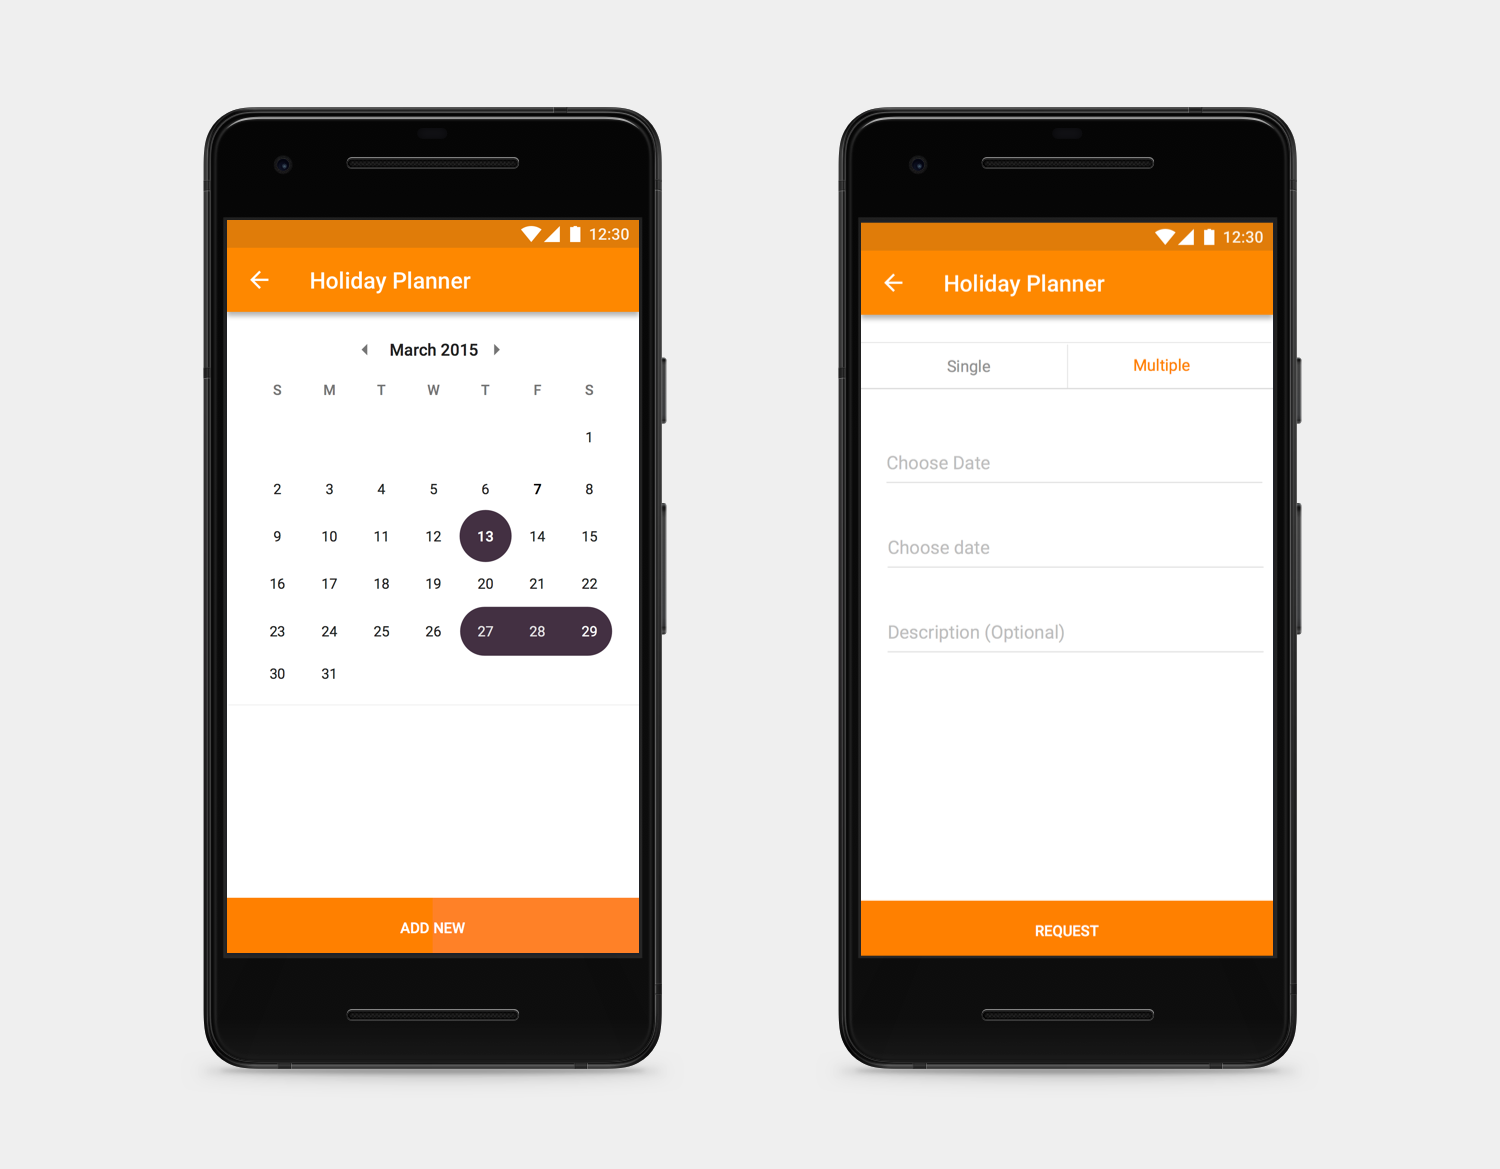 12:30
Holiday Planner
March 2015
S M T W T F S
1
2 3 4 5 6 7 8
9 10 11 12 13 14 15
16 17 18 19 20 21 22
23 24 25 26 27 28 29
30 31
ADD NEW
12:30
Holiday Planner
Single Multiple
Choose Date
Choose date
Description (Optional)
REQUEST